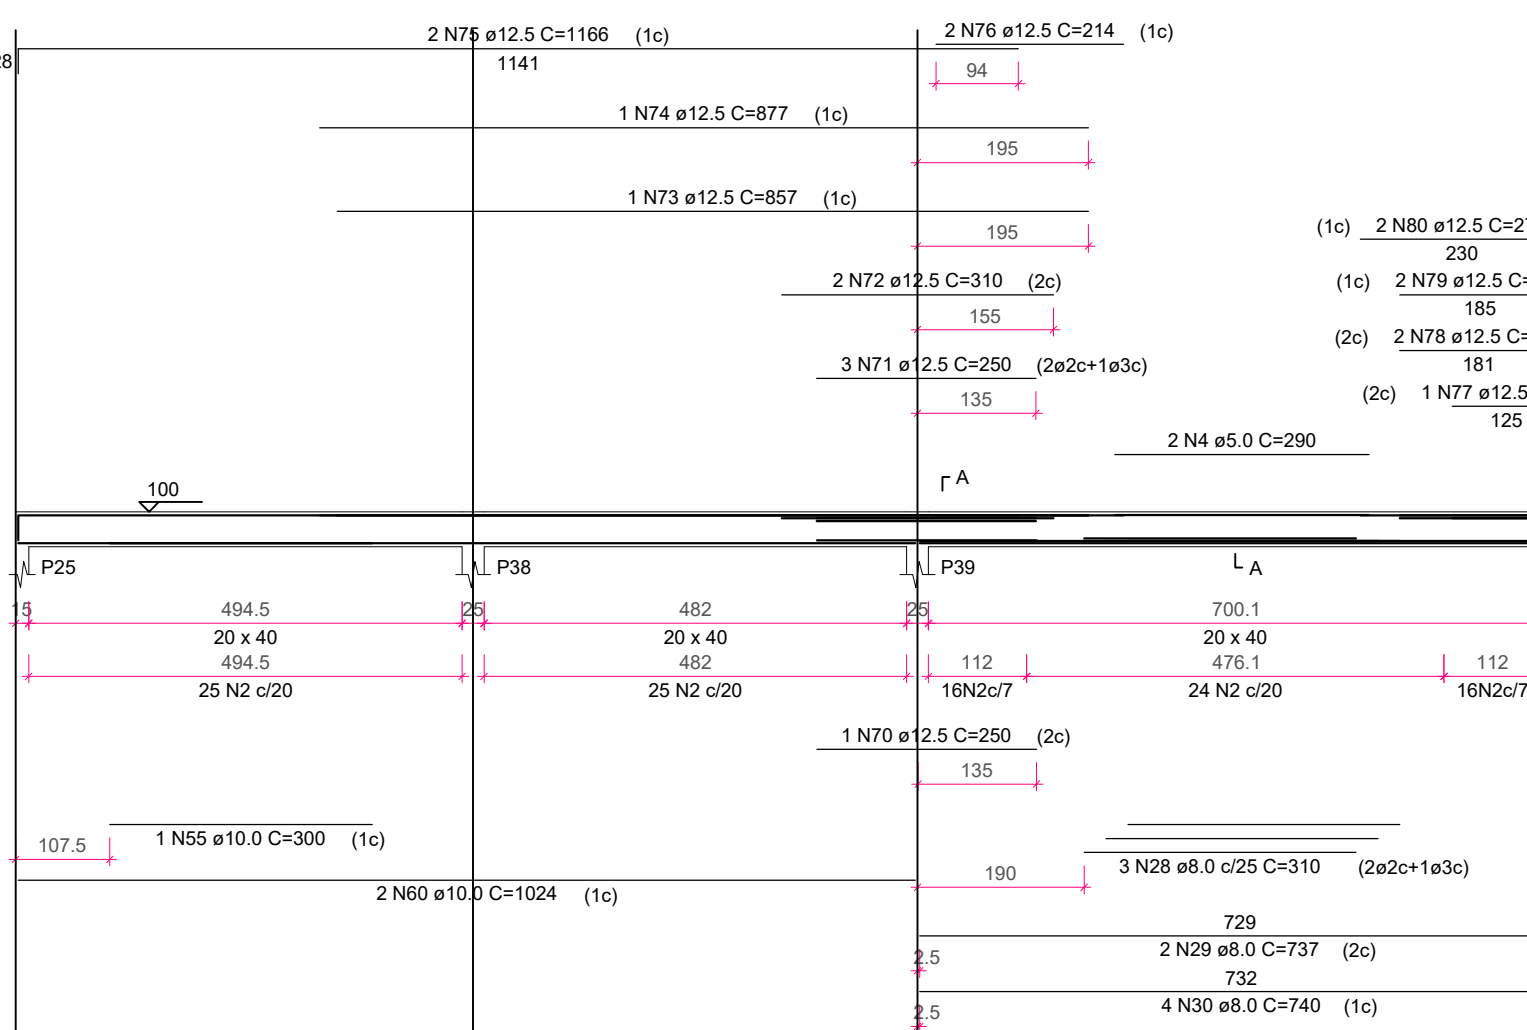 2 N75 ø12.5 C=1166 (1c)
2 N76 ø12.5 C=214 (1c)
28
1141
94
1 N74 ø12.5 C=877 (1c)
195
1 N73 ø12.5 C=857 (1c)
195
(1c) 2 N80 ø12.5 C=27
230
2 N72 ø12.5 C=310 (2c)
(1c) 2 N79 ø12.5 C=
185
155
(2c) 2 N78 ø12.5 C=
181
3 N71 ø12.5 C=250 (2ø2c+1ø3c)
135
(2c) 1 N77 ø12.5
125
2 N4 ø5.0 C=290
A
100
P25
P38
P39
A
15
494.5
25
482
25
700.1
20 x 40
20 x 40
20 x 40
494.5
482
112
476.1
112
25 N2 c/20
25 N2 c/20
16N2c/7
24 N2 c/20
16N2c/7
1 N70 ø12.5 C=250 (2c)
135
107.5
1 N55 ø10.0 C=300 (1c)
3 N28 ø8.0 c/25 C=310 (2ø2c+1ø3c)
190
2 N60 ø10.0 C=1024 (1c)
729
2 N29 ø8.0 C=737 (2c)
2.5
732
4 N30 ø8.0 C=740 (1c)
2.5